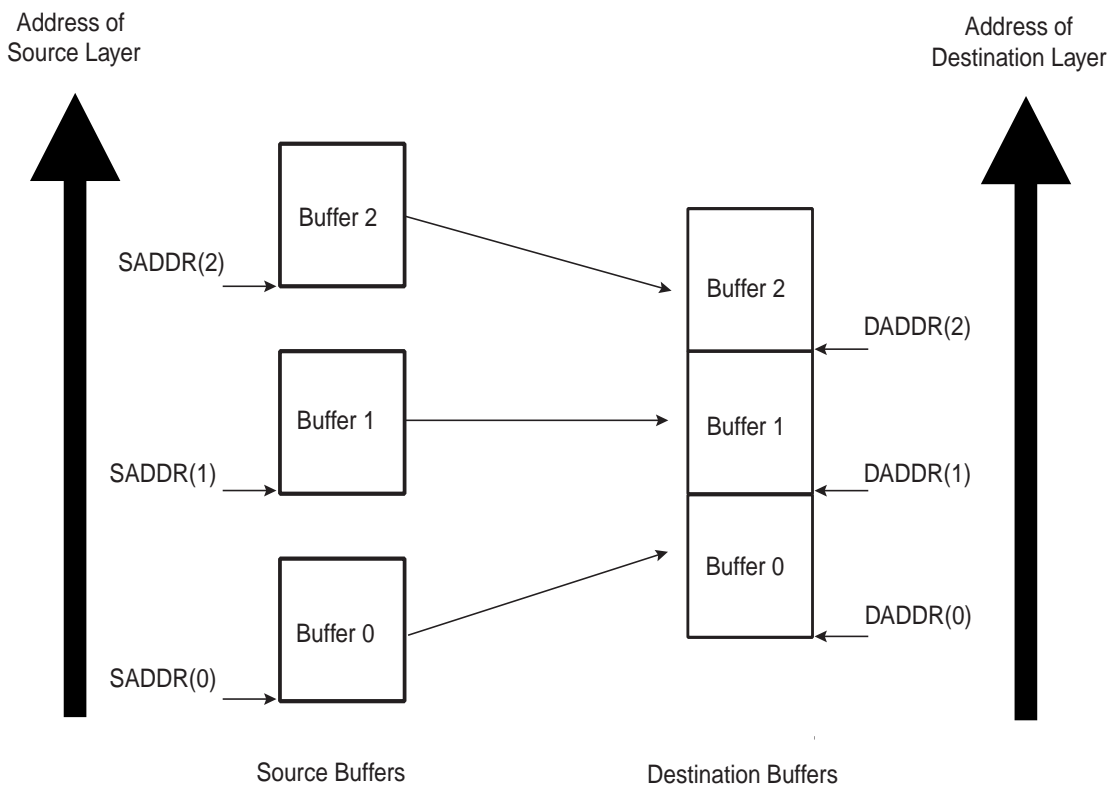 Address of
Source Layer
Address of
Destination Layer
Buffer 2
SADDR(2)
Buffer 2
DADDR(2)
Buffer 1
Buffer 1
SADDR(1)
DADDR(1)
Buffer 0
Buffer 0
DADDR(0)
SADDR(0)
Source Buffers
Destination Buffers